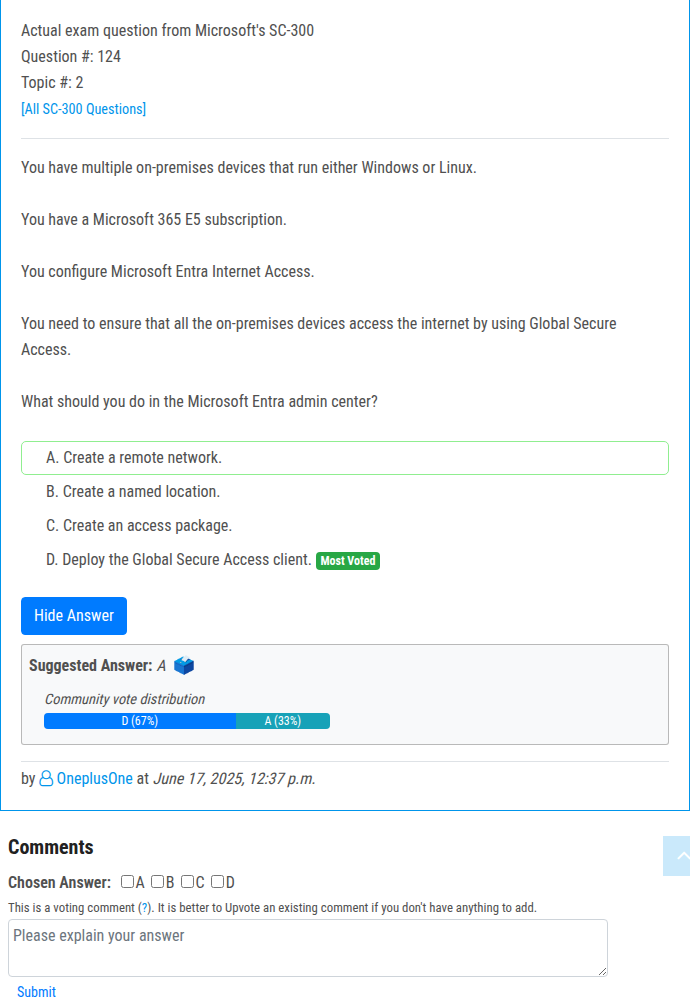 Actual exam question from Microsoft's SC-300
Question #: 124
Topic #: 2
[All SC-300 Questions]
You have multiple on-premises devices that run either Windows or Linux.
You have a Microsoft 365 E5 subscription.
You configure Microsoft Entra Internet Access.
You need to ensure that all the on-premises devices access the internet by using Global Secure
Access.
What should you do in the Microsoft Entra admin center?
A. Create a remote network.
B. Create a named location.
C. Create an access package.
D. Deploy the Global Secure Access client. Most Voted
Hide Answer
Suggested Answer: A
Community vote distribution
D (67%) A (33%)
by OneplusOne at June 17, 2025, 12:37 p.m.
Comments
Chosen Answer: A B C D
This is a voting comment (?). It is better to Upvote an existing comment if you don't have anything to add.
Please explain your answer
Submit